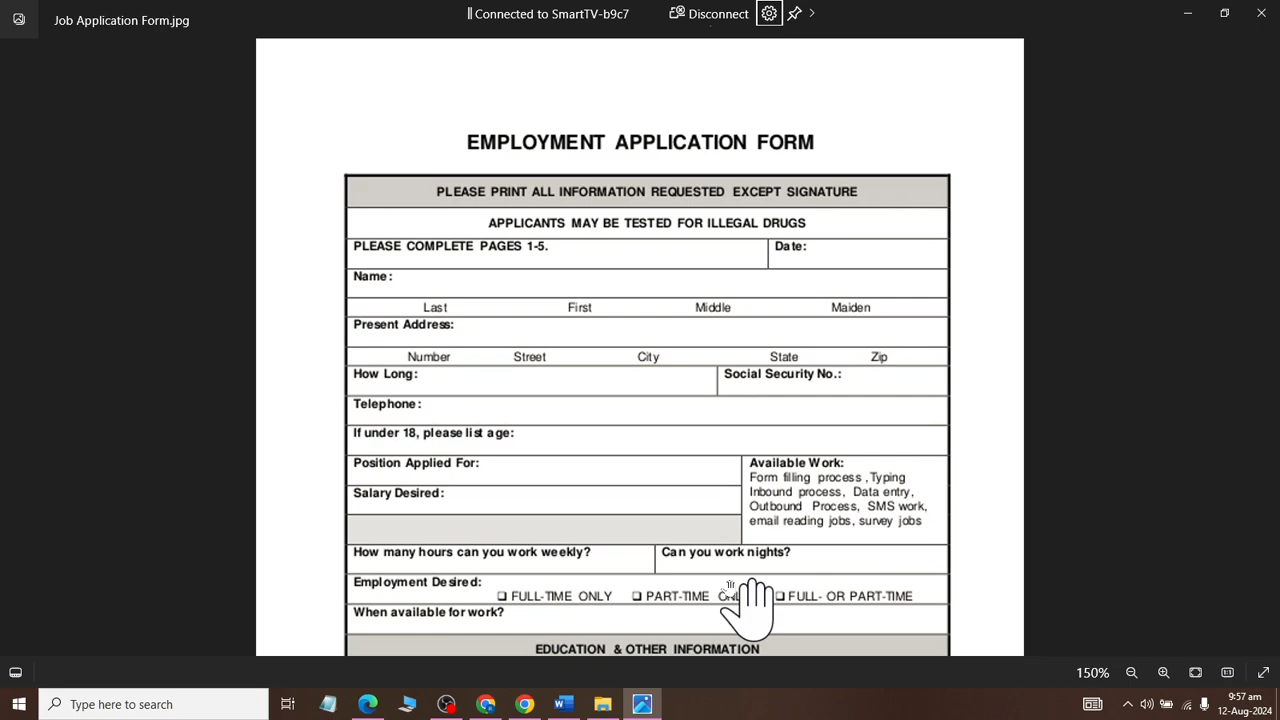 Job Application Form.jpg
Connected to SmartTV-b9c7
Disconnect
EMPLOYMENT APPLICATION FORM
PLEASE PRINT ALL INFORMATION REQUESTED EXCEPT SIGNATURE
APPLICANTS MAY BE TESTED FOR ILLEGAL DRUGS
PLEASE COMPLETE PAGES 1-5. Date:
Name:
Last First Middle Maiden
Present Address:
Number Street City State Zip
How Long: Social Security No.:
Telephone:
If under 18, please list age:
Position Applied For:
Salary Desired:
Available Work:
Form filling process ,Typing
Inbound process, Data entry,
Outbound Process, SMS work,
email reading jobs, survey jobs
How many hours can you work weekly? Can you work nights?
Employment Desired:
❑ FULL-TIME ONLY ❑ PART-TIME ❑ FULL- OR PART-TIME
When available for work?
EDUCATION & OTHER INFORMATION
150%
Type here to search
9:57 am
12-Aug-2024